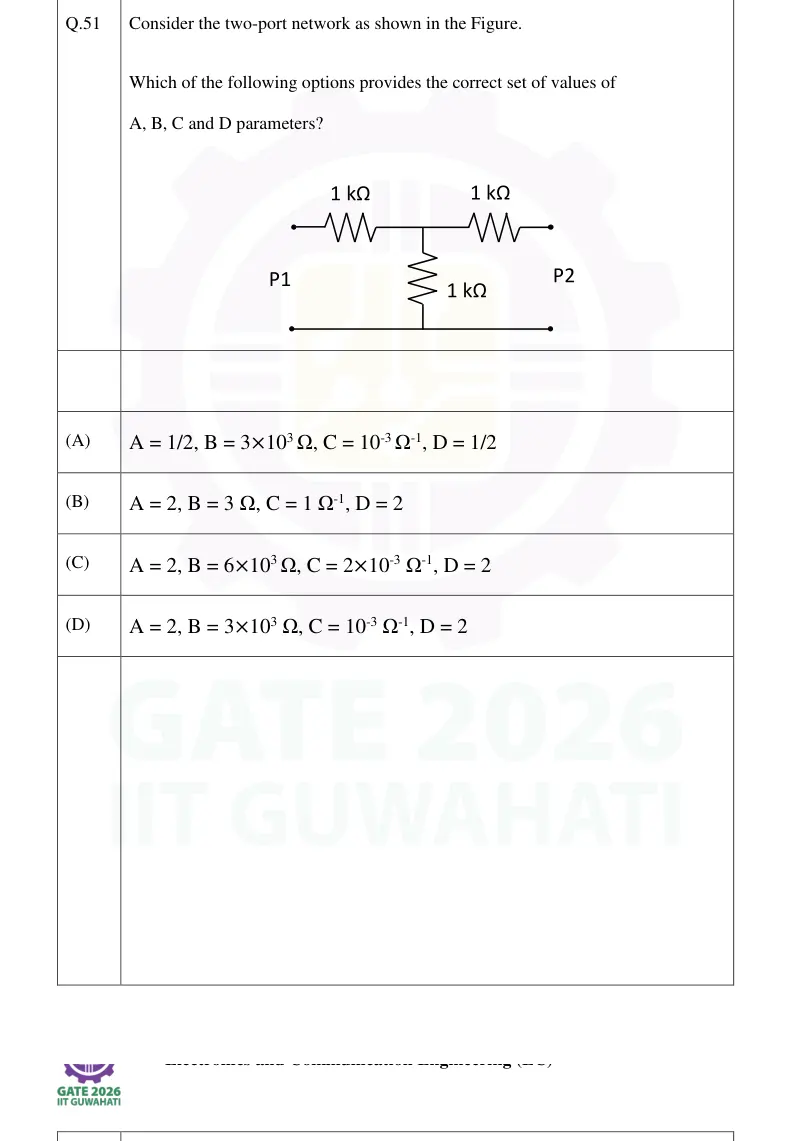 Q.51 Consider the two-port network as shown in the Figure.
Which of the following options provides the correct set of values of
A, B, C and D parameters?
1 kΩ 1 kΩ
P1 1 kΩ P2
(A) A = 1/2, B = 3×10³ Ω, C = 10⁻³ Ω⁻¹, D = 1/2
(B) A = 2, B = 3 Ω, C = 1 Ω⁻¹, D = 2
(C) A = 2, B = 6×10³ Ω, C = 2×10⁻³ Ω⁻¹, D = 2
(D) A = 2, B = 3×10³ Ω, C = 10⁻³ Ω⁻¹, D = 2
GATE 2026
IIT GUWAHATI
GATE 2026
IIT GUWAHATI